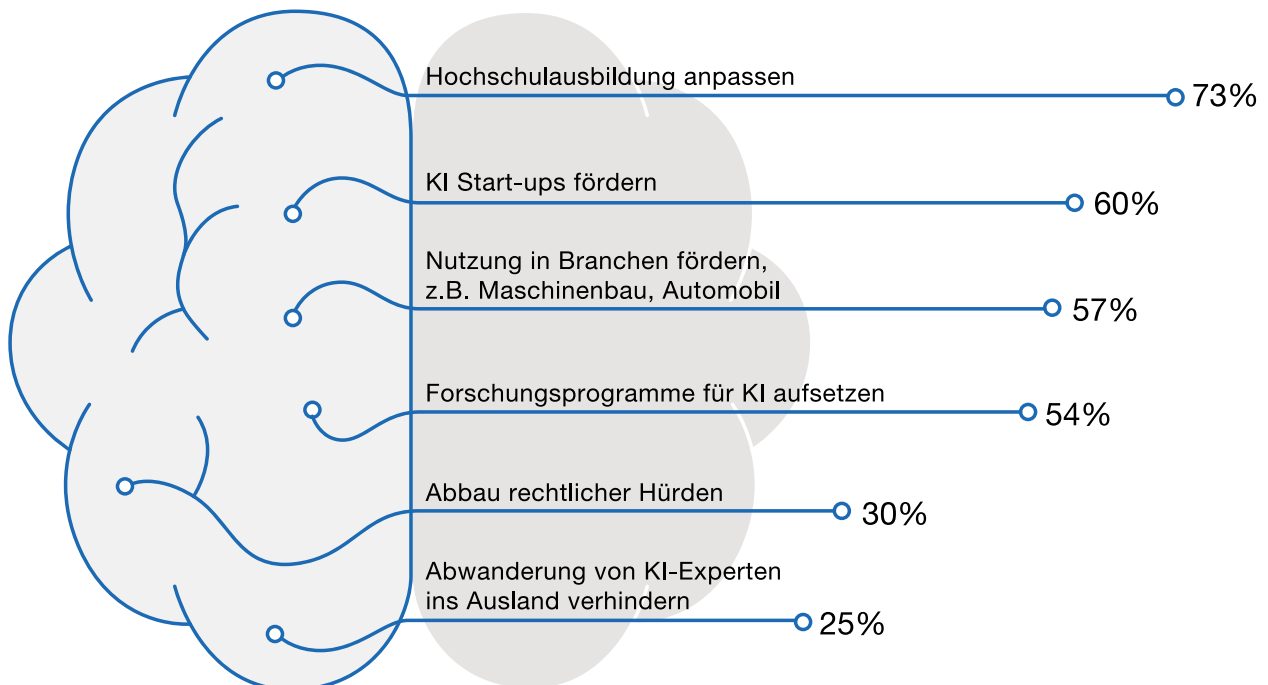 Hochschulausbildung anpassen
73%
KI Start-ups fördern
60%
Nutzung in Branchen fördern,
z.B. Maschinenbau, Automobil
57%
Forschungsprogramme für KI aufsetzen
54%
Abbau rechtlicher Hürden
30%
Abwanderung von KI-Experten
ins Ausland verhindern
25%